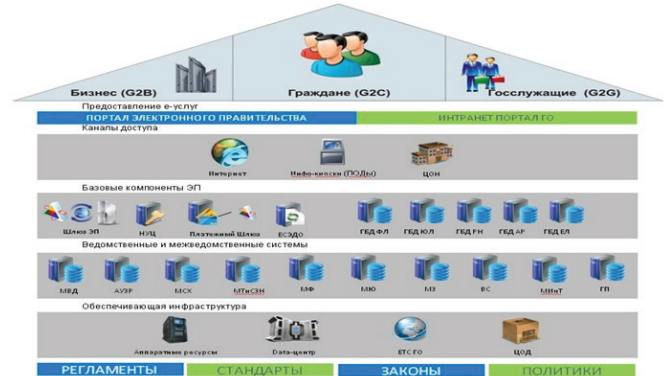 Бизнес (G2B) Граждане (G2C) Госслужащие (G2G)
Предоставление е-услуг
ПОРТАЛ ЭЛЕКТРОННОГО ПРАВИТЕЛЬСТВА ИНТРАНЕТ ПОРТАЛ ГО
Каналы доступа
Интернет Инфо-киоски (ПОДы) ЦОН
Базовые компоненты ЭП
Шлюз ЭП НУЦ Платежный Шлюз ЕСЭДО ГБД ФЛ ГБД ЮЛ ГБД РН ГБД АР ГБД ЕЛ
Ведомственные и межведомственные системы
МВД АУЗР МСХ МТиСЗН МФ МЮ МЗ ВС МИиТ ГП
Обеспечивающая инфраструктура
Аппаратные ресурсы Data-центр ЕТС ГО ЦОД
РЕГЛАМЕНТЫ СТАНДАРТЫ ЗАКОНЫ ПОЛИТИКИ